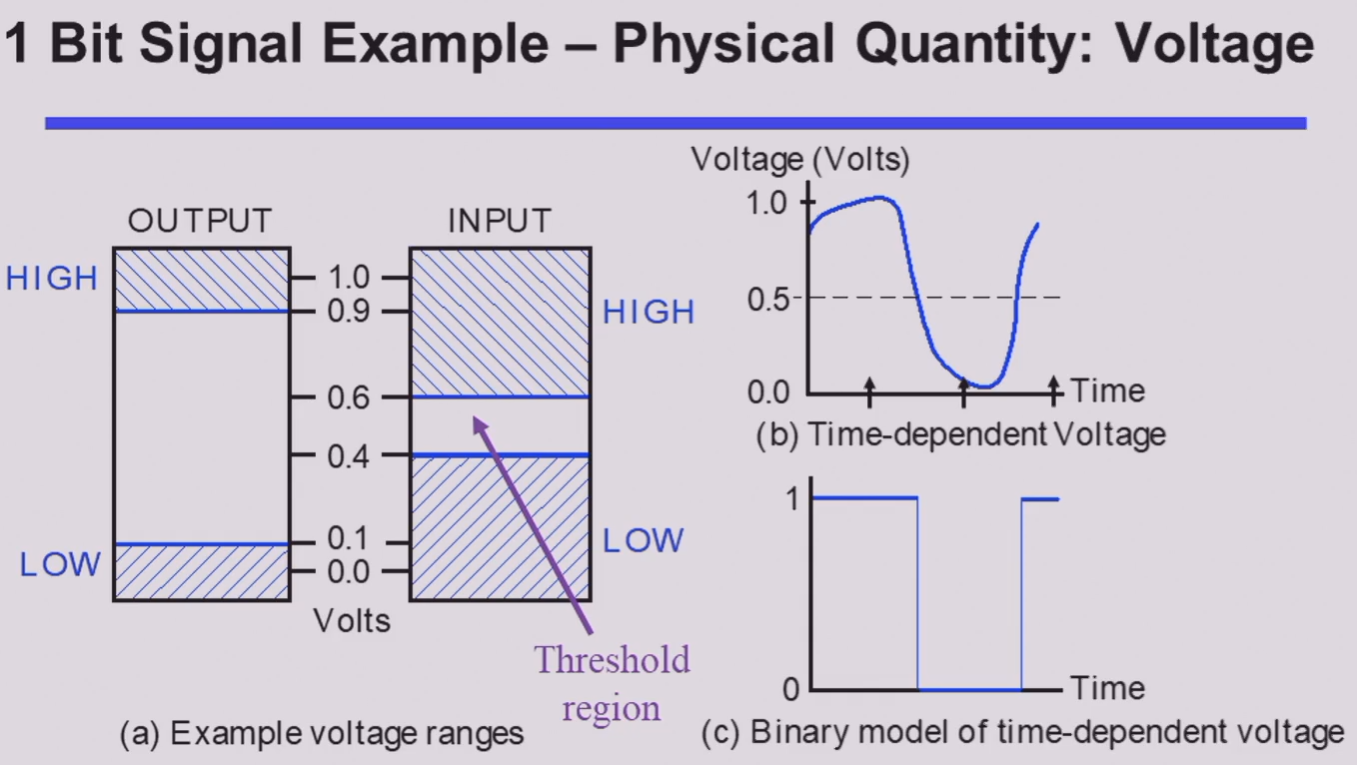 1 Bit Signal Example – Physical Quantity: Voltage
OUTPUT
INPUT
HIGH
1.0
0.9
HIGH
0.6
0.4
0.1
LOW
LOW
0.0
Volts
Threshold
region
(a) Example voltage ranges
Voltage (Volts)
1.0
0.5
0.0
Time
(b) Time-dependent Voltage
1
0
Time
(c) Binary model of time-dependent voltage